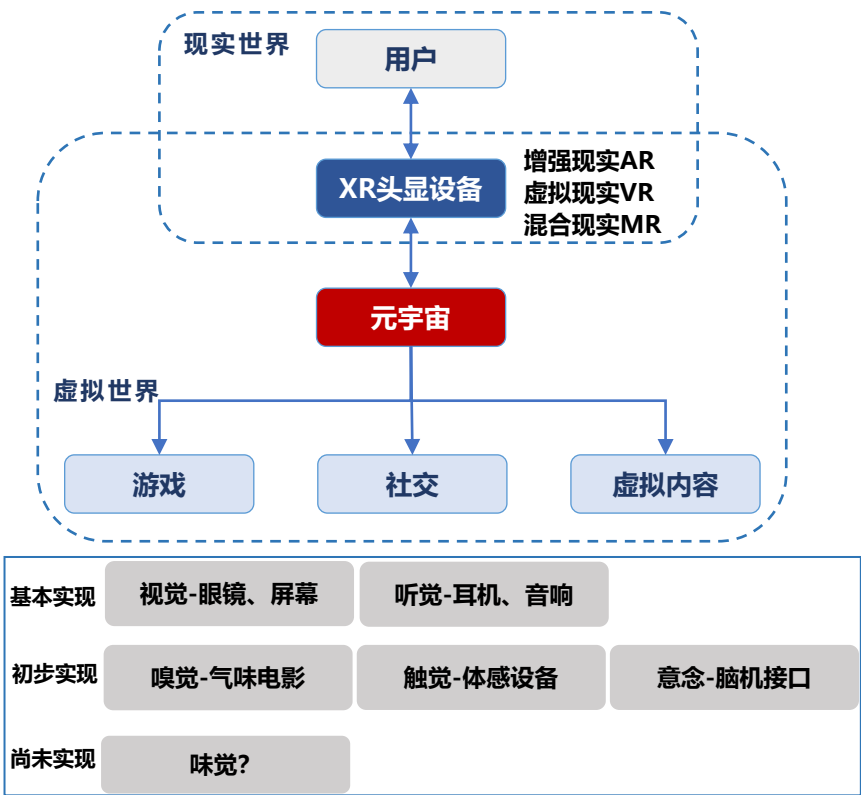 现实世界
用户
XR头显设备
增强现实AR
虚拟现实VR
混合现实MR
元宇宙
虚拟世界
游戏
社交
虚拟内容
基本实现
视觉-眼镜、屏幕
听觉-耳机、音响
初步实现
嗅觉-气味电影
触觉-体感设备
意念-脑机接口
尚未实现
味觉?